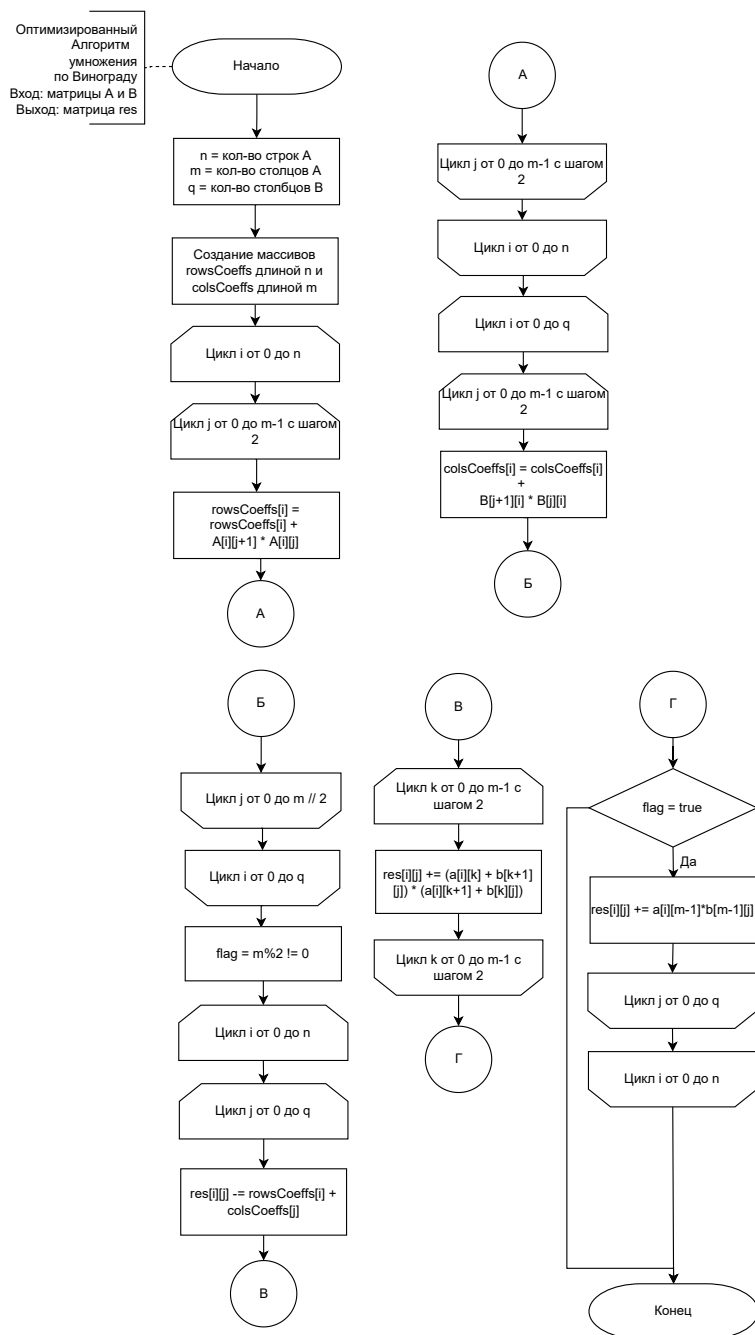 Оптимизированный
Алгоритм
умножения
по Винограду
Вход: матрицы А и В
Выход: матрица res
Начало
n = кол-во строк A
m = кол-во столцов A
q = кол-во столбцов B
Создание массивов
rowsCoeffs длиной n и
colsCoeffs длиной m
Цикл i от 0 до n
Цикл j от 0 до m-1 с шагом
2
rowsCoeffs[i] =
rowsCoeffs[i] +
A[i][j+1] * A[i][j]
А
А
Цикл j от 0 до m-1 с шагом
2
Цикл i от 0 до n
Цикл i от 0 до q
Цикл j от 0 до m-1 с шагом
2
colsCoeffs[i] = colsCoeffs[i]
+
B[j+1][i] * B[j][i]
Б
Б
Цикл j от 0 до m // 2
Цикл i от 0 до q
flag = m%2 != 0
Цикл i от 0 до n
Цикл j от 0 до q
res[i][j] -= rowsCoeffs[i] +
colsCoeffs[j]
В
В
Цикл k от 0 до m-1 с
шагом 2
res[i][j] += (a[i][k] + b[k+1]
[j]) * (a[i][k+1] + b[k][j])
Цикл k от 0 до m-1 с
шагом 2
Г
Г
flag = true
Да
res[i][j] += a[i][m-1]*b[m-1][j]
Цикл j от 0 до q
Цикл i от 0 до n
Конец